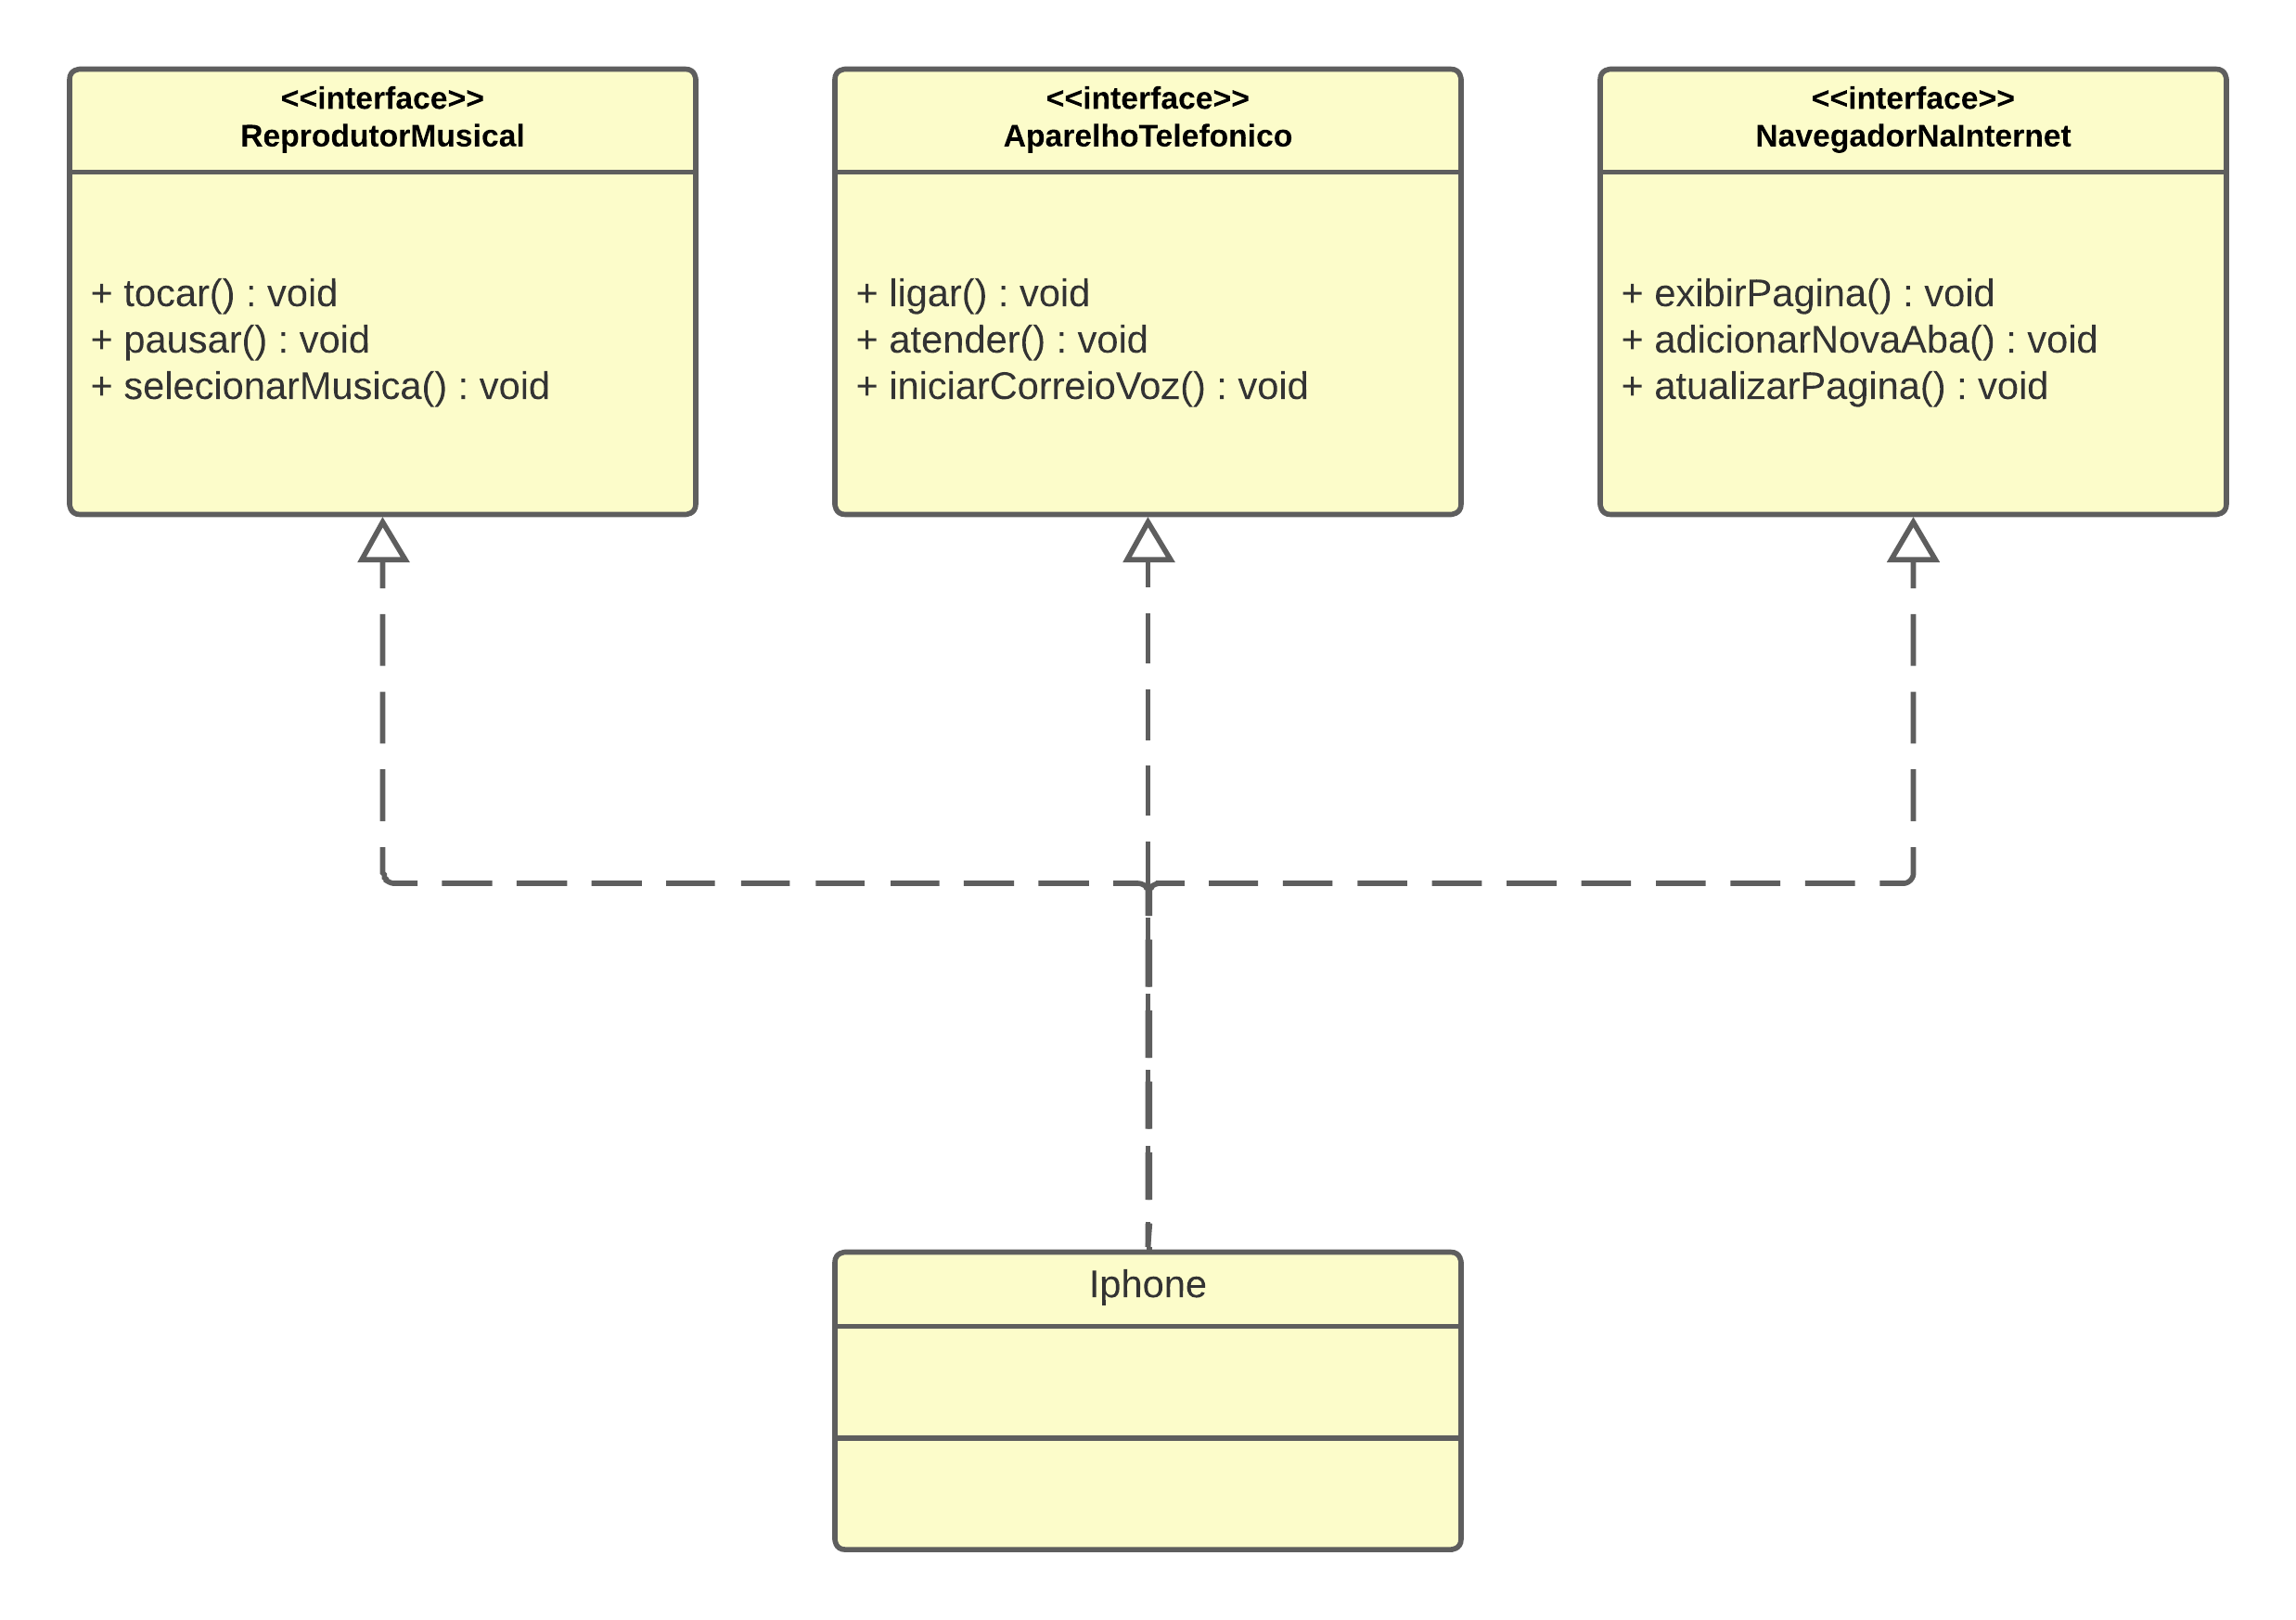 <<interface>>
ReprodutorMusical
+ tocar() : void
+ pausar() : void
+ selecionarMusica() : void
<<interface>>
AparelhoTelefonico
+ ligar() : void
+ atender() : void
+ iniciarCorreioVoz() : void
<<interface>>
NavegadorNaInternet
+ exibirPagina() : void
+ adicionarNovaAba() : void
+ atualizarPagina() : void
Iphone